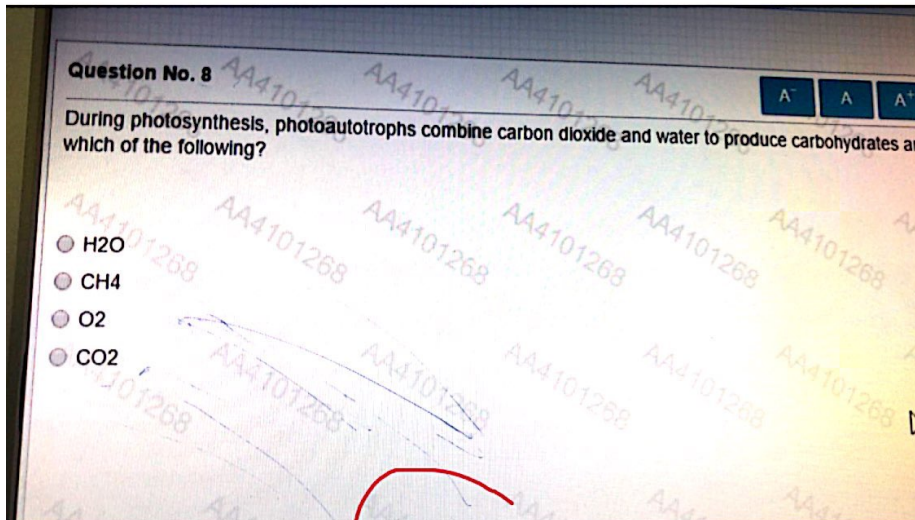 Question No. 8
A- A A+
During photosynthesis, photoautotrophs combine carbon dioxide and water to produce carbohydrates
which of the following?
H2O
CH4
O2
CO2
AA4101268